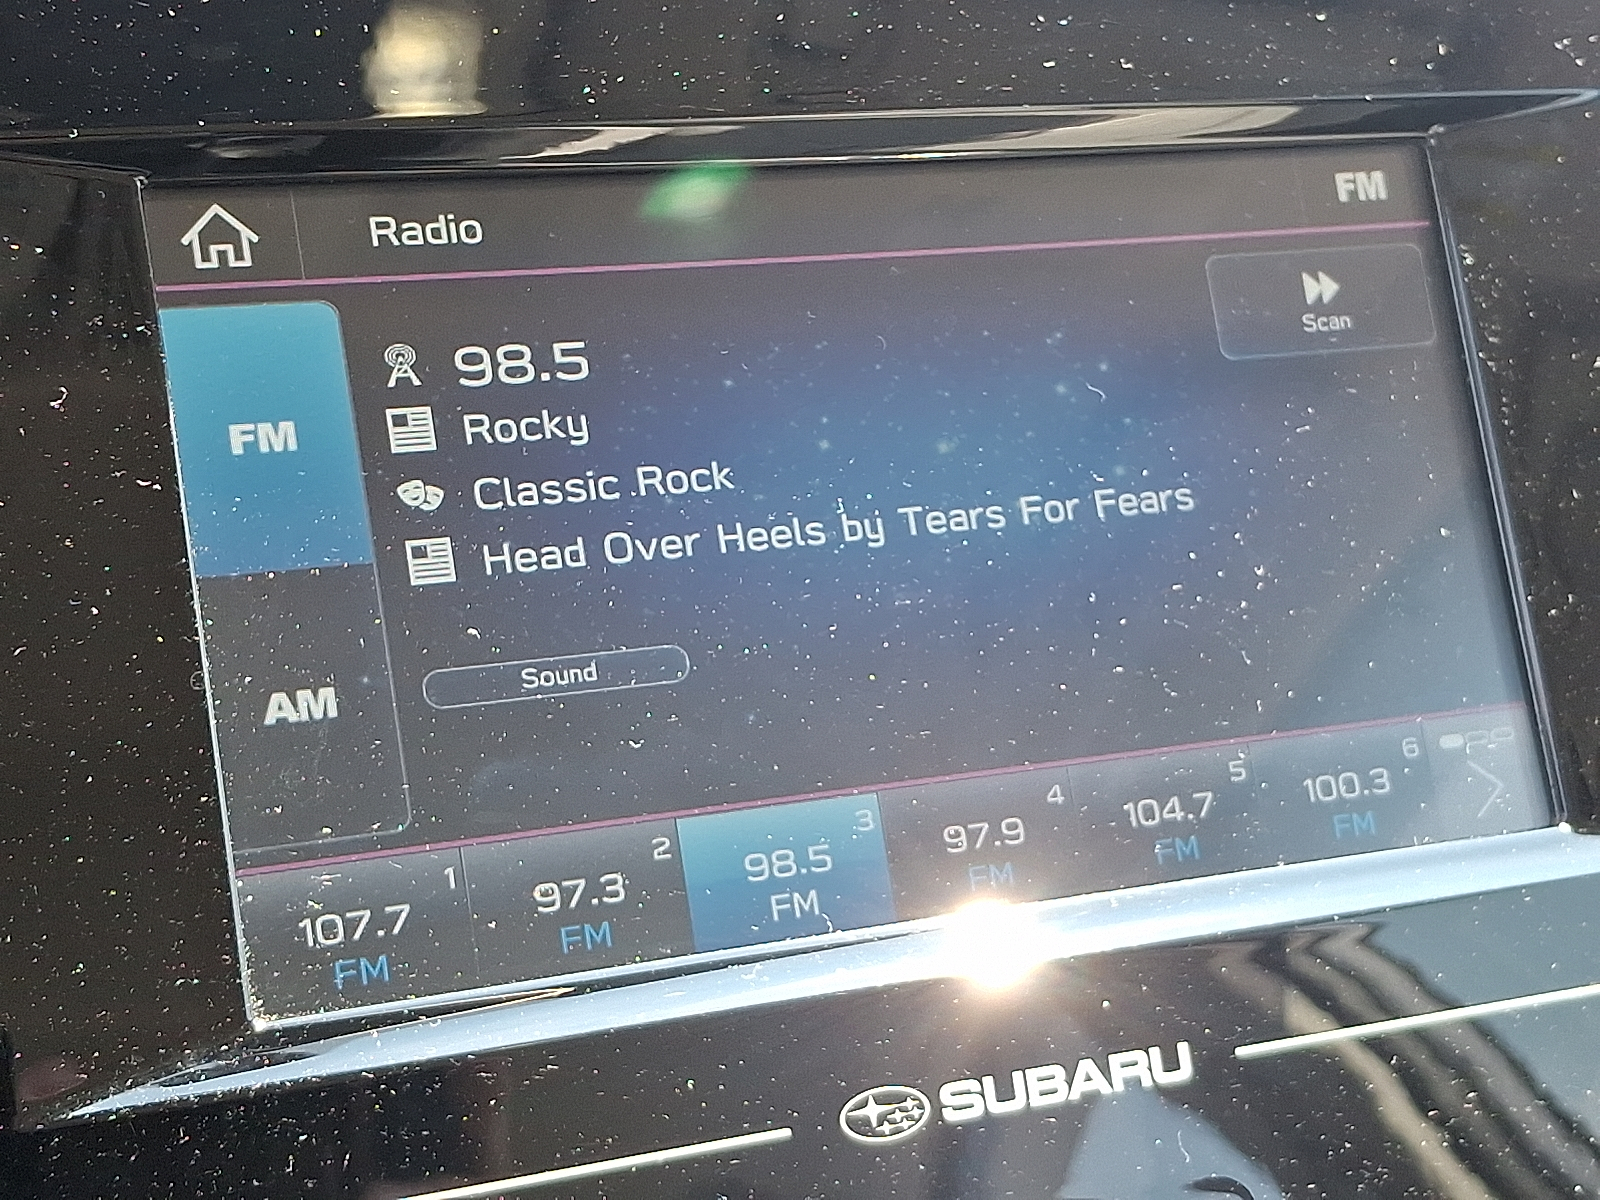 Radio
FM
Scan
FM
98.5
Rocky
Classic Rock
Head Over Heels by Tears For Fears
Sound
AM
1
107.7
FM
2
97.3
FM
3
98.5
FM
4
97.9
FM
5
104.7
FM
6
100.3
FM
SUBARU